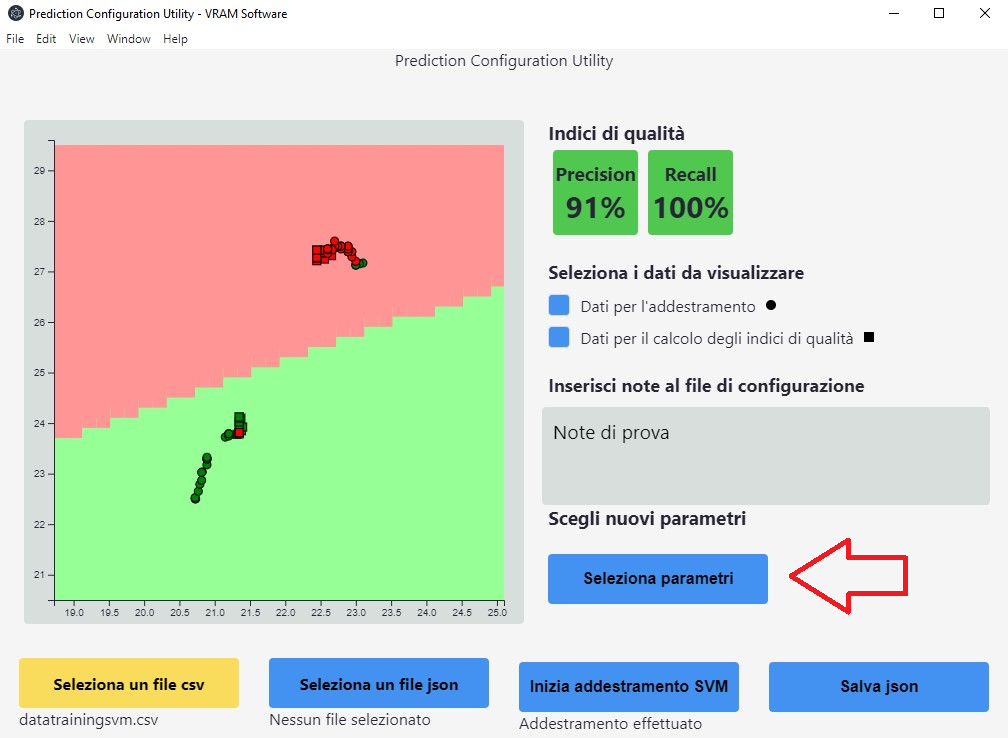 Prediction Configuration Utility - VRAM Software
File Edit View Window Help
Prediction Configuration Utility
29
28
27
26
25
24
23
22
21
19.0 19.5 20.0 20.5 21.0 21.5 22.0 22.5 23.0 23.5 24.0 24.5 25.0
Indici di qualità
Precision Recall
91% 100%
Seleziona i dati da visualizzare
Dati per l'addestramento
Dati per il calcolo degli indici di qualità
Inserisci note al file di configurazione
Note di prova
Scegli nuovi parametri
Seleziona parametri
Seleziona un file csv Seleziona un file json Inizia addestramento SVM Salva json
datatrainingsvm.csv Nessun file selezionato Addestramento effettuato